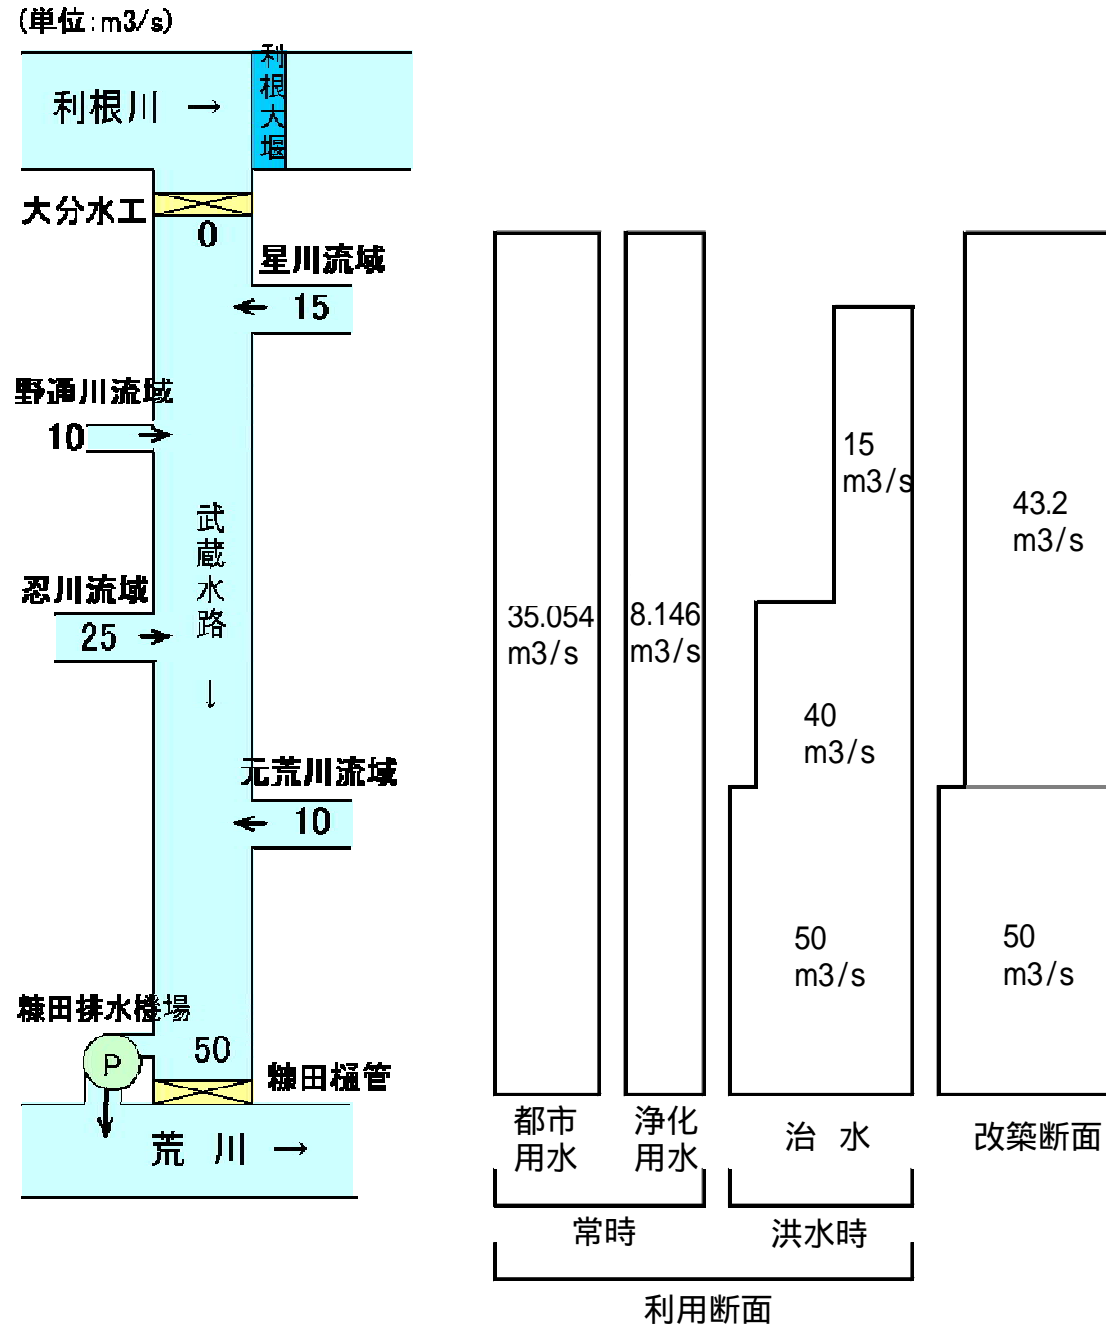 (単位:m3/s)
利根川 →
利根大堰
大分水工
0
星川流域
← 15
野通川流域
10 →
武蔵水路 ↓
忍川流域
25 →
元荒川流域
← 10
糠田排水機場
P
50
糠田樋管
荒 川 →
35.054
m3/s
8.146
m3/s
15
m3/s
40
m3/s
50
m3/s
43.2
m3/s
50
m3/s
都市
用水
浄化
用水
治 水
改築断面
常時
洪水時
利用断面